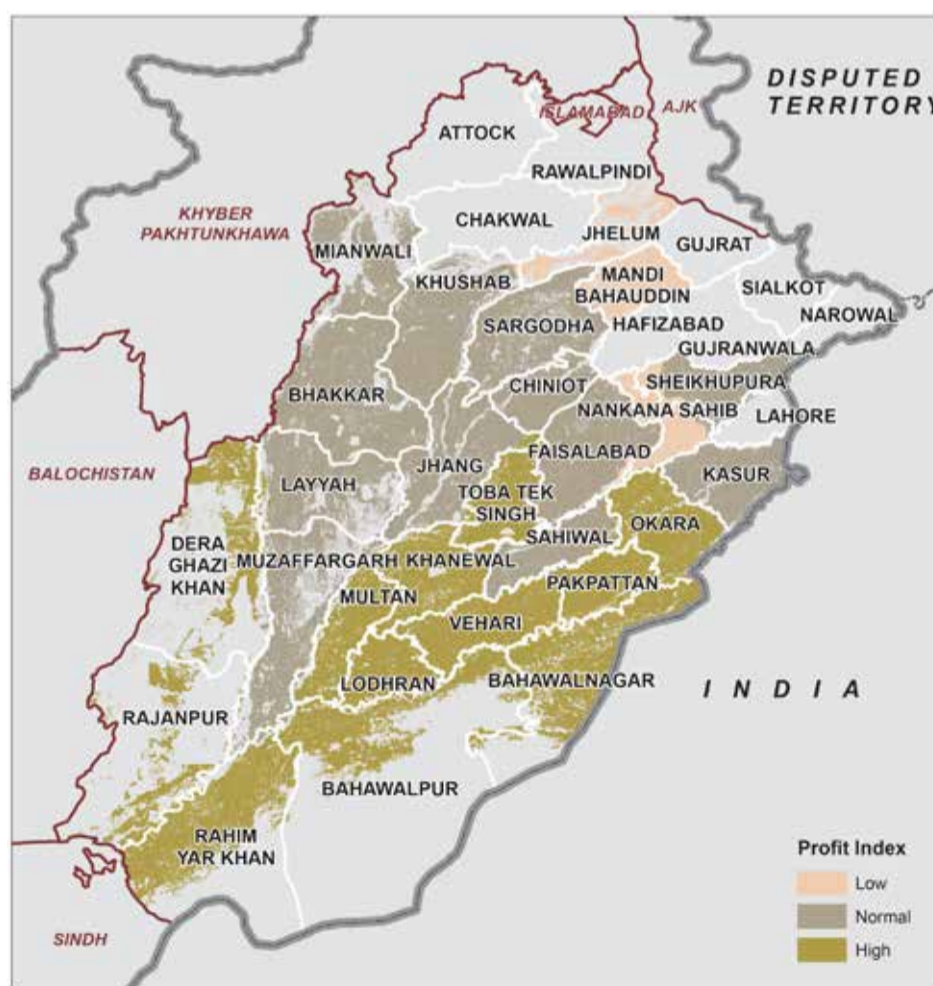 DISPUTED
TERRITORY
ISLAMABAD
AJK
ATTOCK
RAWALPINDI
KHYBER
PAKHTUNKHAWA
CHAKWAL
JHELUM
GUJRAT
MIANWALI
KHUSHAB
MANDI
BAHAUDDIN
SIALKOT
NAROWAL
SARGODHA
HAFIZABAD
GUJRANWALA
BHAKKAR
CHINIOT
SHEIKHUPURA
NANKANA SAHIB
LAHORE
BALOCHISTAN
LAYYAH
JHANG
FAISALABAD
KASUR
TOBA TEK
SINGH
OKARA
DERA
GHAZI
KHAN
SAHIWAL
MUZAFFARGARH
KHANEWAL
MULTAN
PAKPATTAN
VEHARI
LODHRAN
BAHAWALNAGAR
INDIA
RAJANPUR
BAHAWALPUR
RAHIM
YAR KHAN
SINDH
Profit Index
Low
Normal
High